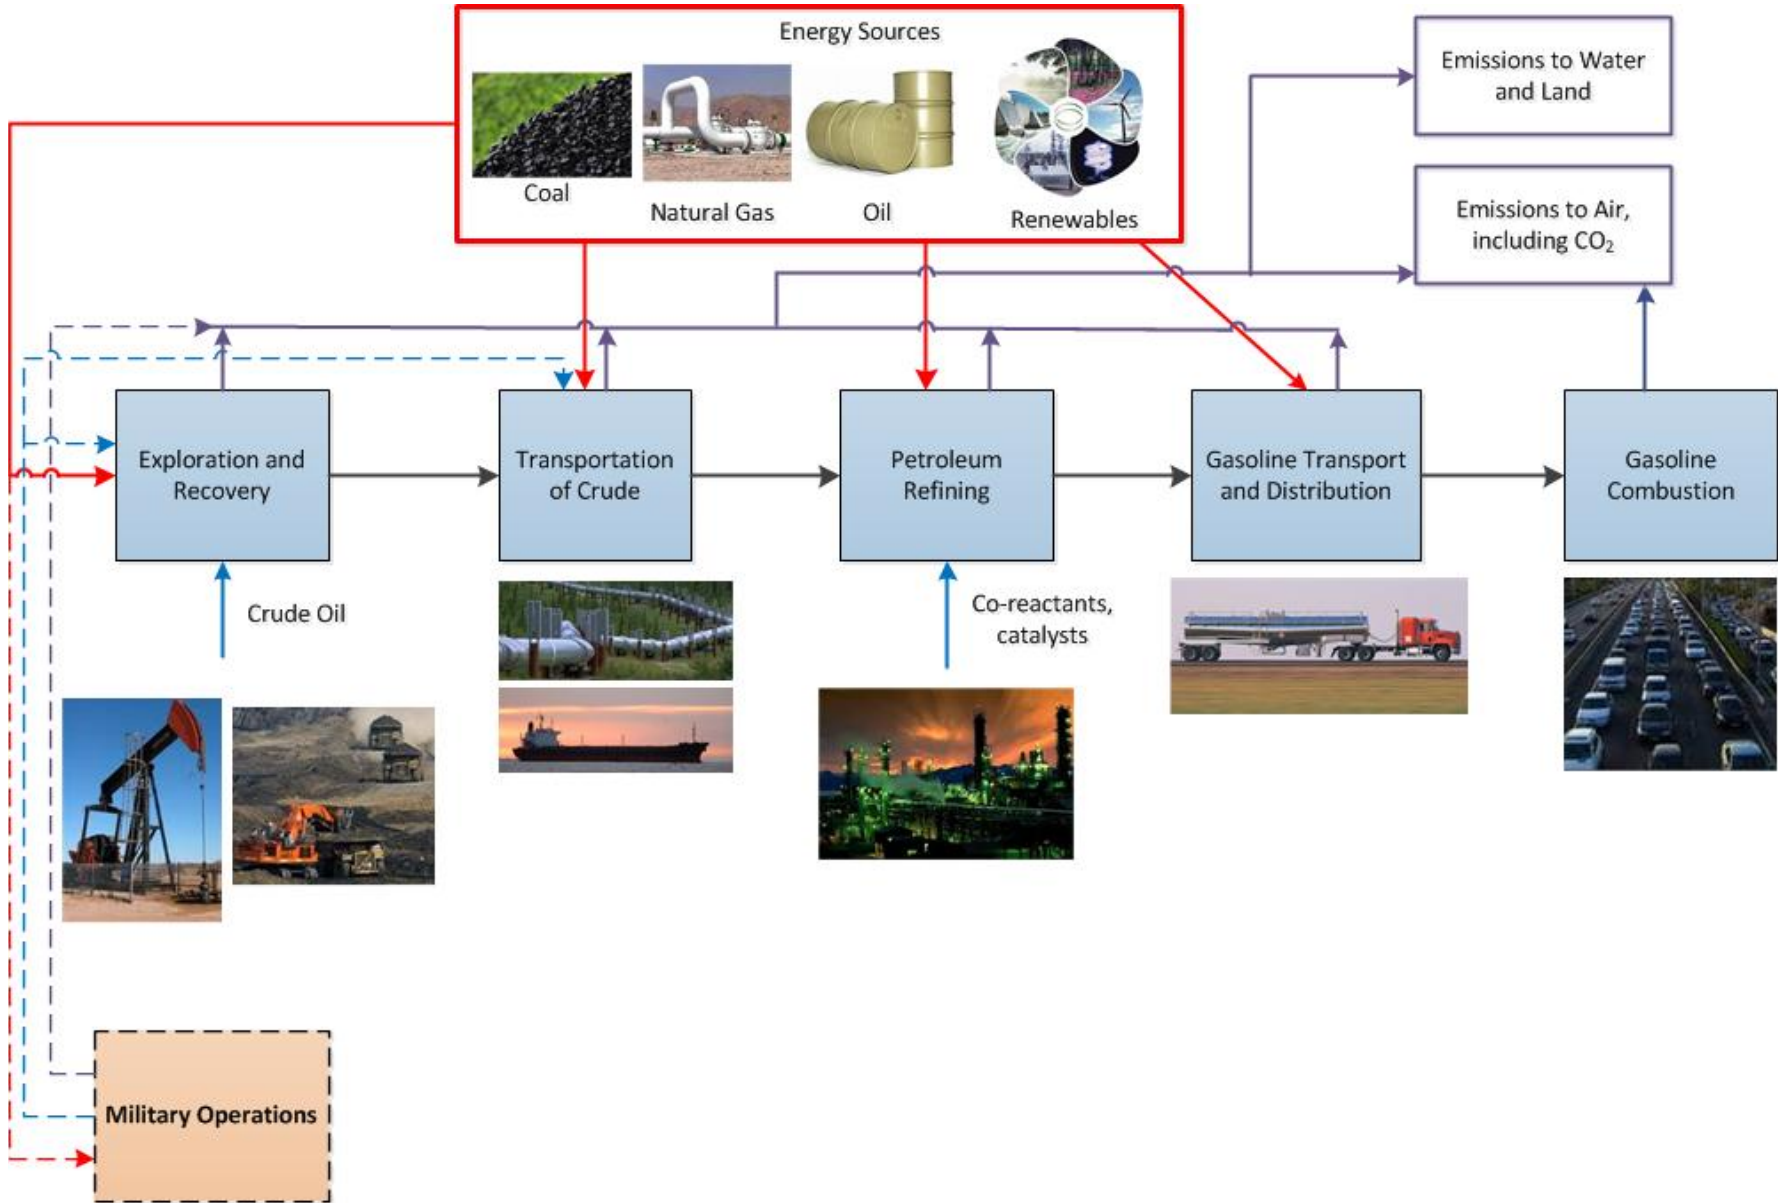 Energy Sources
Coal
Natural Gas
Oil
Renewables
Emissions to Water
and Land
Emissions to Air,
including CO₂
Exploration and
Recovery
Transportation
of Crude
Petroleum
Refining
Gasoline Transport
and Distribution
Gasoline
Combustion
Crude Oil
Co-reactants,
catalysts
Military Operations